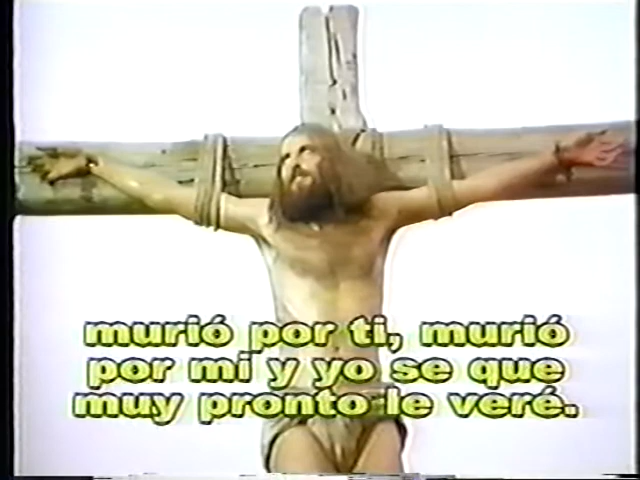 murió por ti, murió
por mi y yo se que
muy pronto le veré.